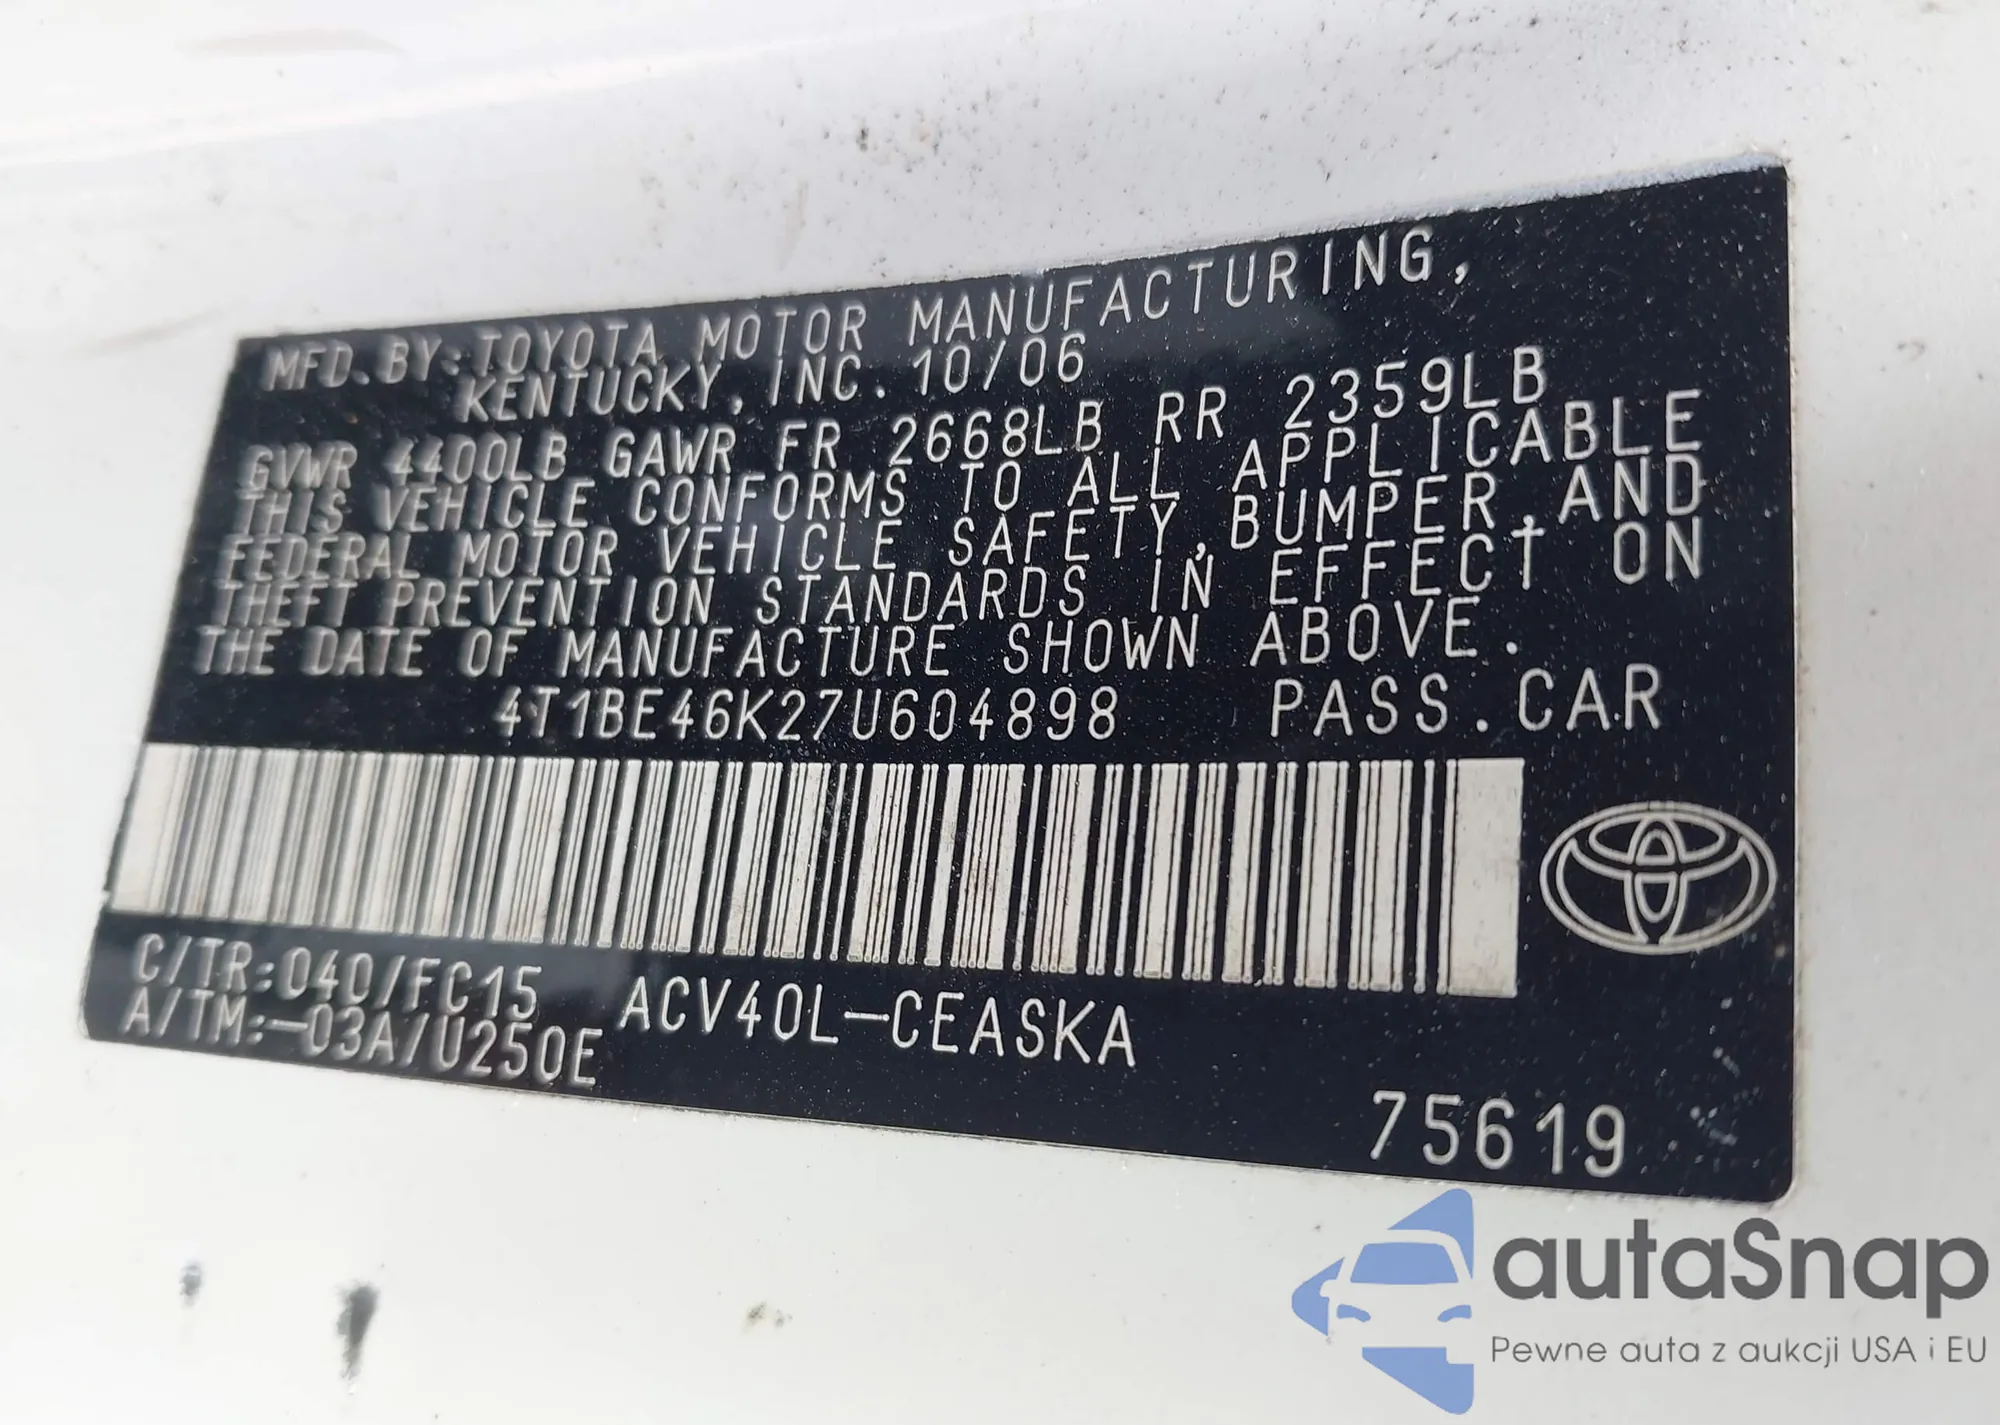 MFD. BY: TOYOTA MOTOR MANUFACTURING,
KENTUCKY, INC. 10/06
GVWR 4400LB GAWR FR 2668LB RR 2359LB
THIS VEHICLE CONFORMS TO ALL APPLICABLE
FEDERAL MOTOR VEHICLE SAFETY, BUMPER, AND
THEFT PREVENTION STANDARDS IN EFFECT ON
THE DATE OF MANUFACTURE SHOWN ABOVE.
4T1BE46K27U604898 PASS. CAR
C/TR:040/FC15 ACV40L-CEASKA
A/TM:-03A/U250E
75619
autaSnap
Pewne auta z aukcji USA i EU